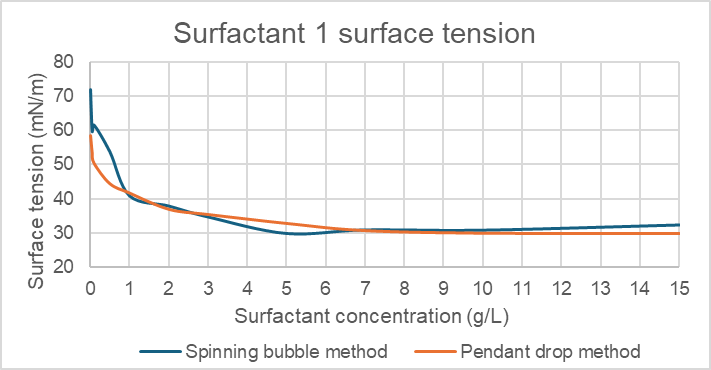 Surfactant 1 surface tension
Surface tension (mN/m)
80
70
60
50
40
30
20
0 1 2 3 4 5 6 7 8 9 10 11 12 13 14 15
Surfactant concentration (g/L)
Spinning bubble method Pendant drop method